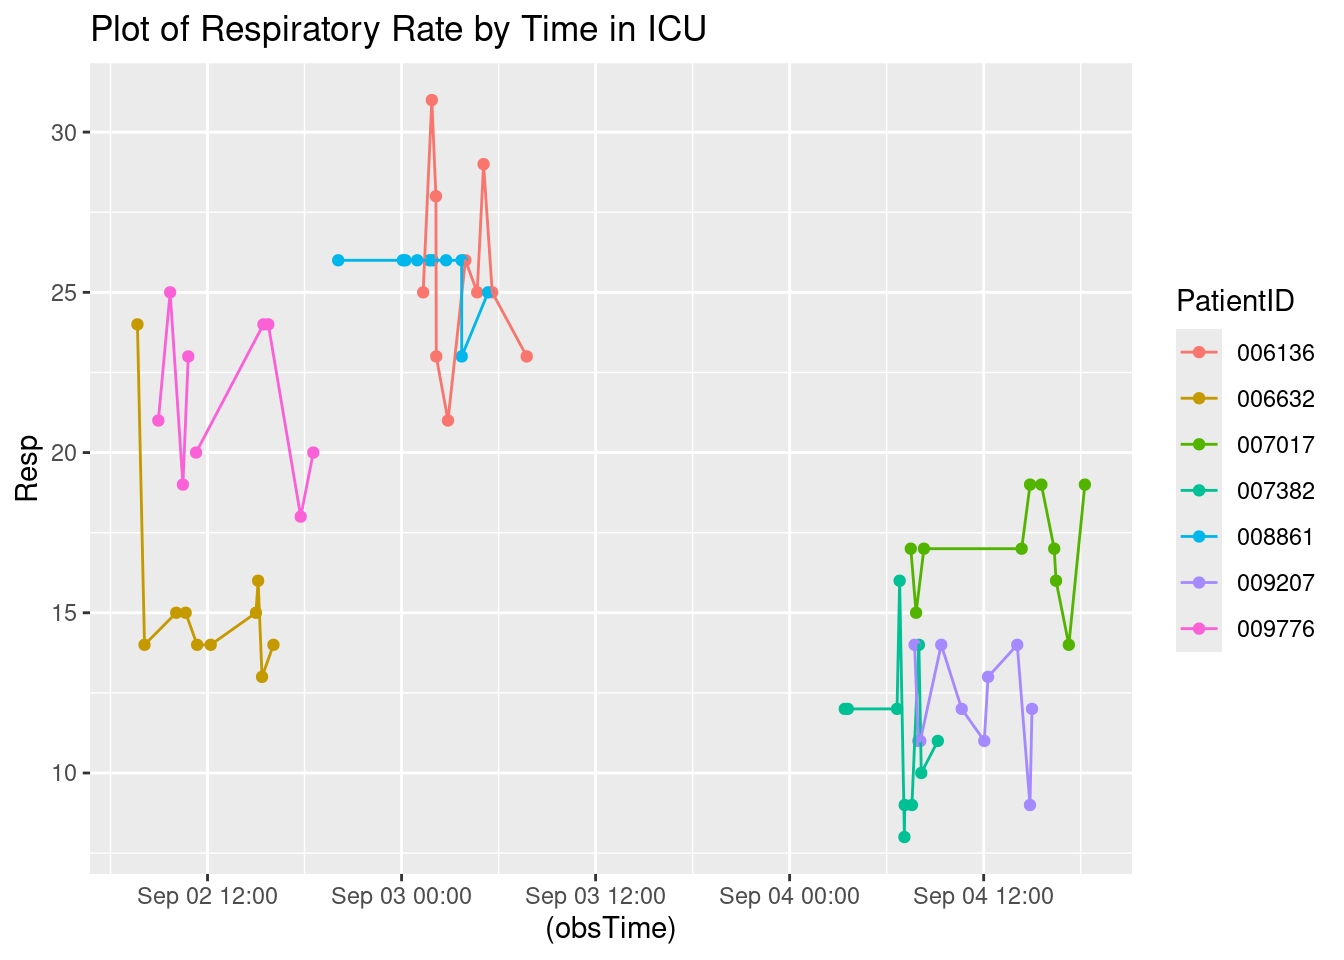 Plot of Respiratory Rate by Time in ICU
30
25
20
15
10
Resp
Sep 02 12:00
Sep 03 00:00
Sep 03 12:00
Sep 04 00:00
Sep 04 12:00
(obsTime)
PatientID
006136
006632
007017
007382
008861
009207
009776